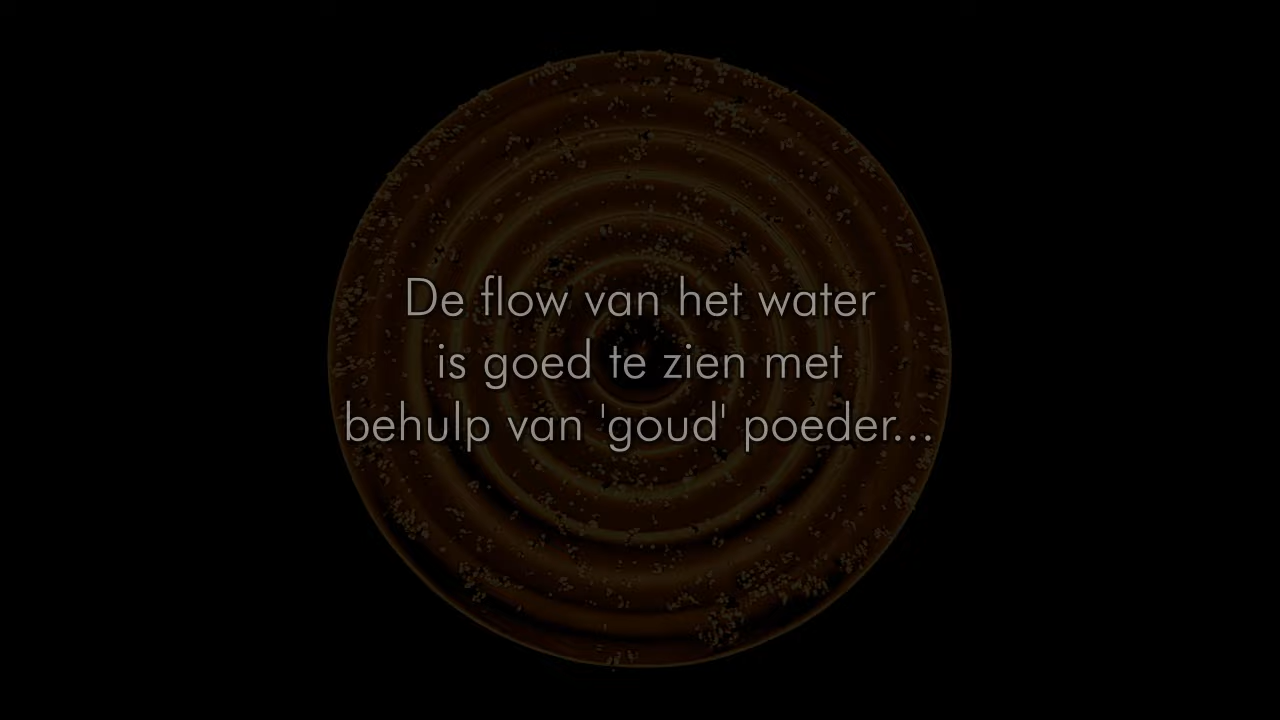 De flow van het water
is goed te zien met
behulp van 'goud' poeder...